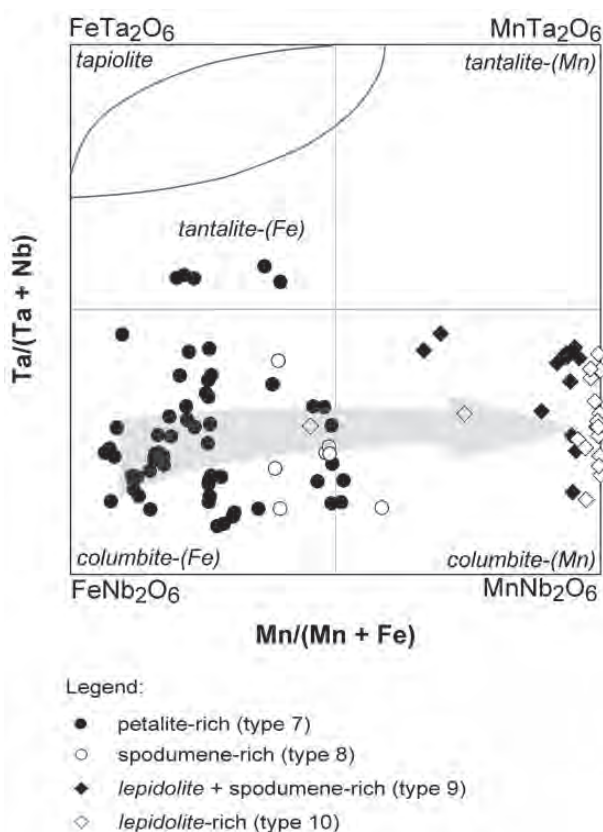 FeTa₂O₆ MnTa₂O₆
tapiolite tantalite-(Mn)
tantalite-(Fe)
Ta/(Ta + Nb)
columbite-(Fe) columbite-(Mn)
FeNb₂O₆ MnNb₂O₆
Mn/(Mn + Fe)
Legend:
petalite-rich (type 7)
spodumene-rich (type 8)
lepidolite + spodumene-rich (type 9)
lepidolite-rich (type 10)